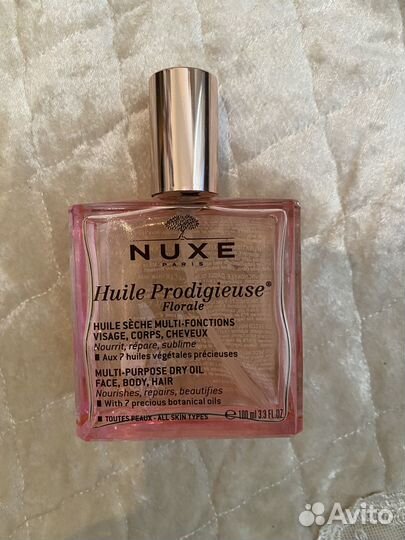 NUXE
PARIS
Huile Prodigieuse®
Florale
HUILE SÈCHE MULTI-FONCTIONS
VISAGE, CORPS, CHEVEUX
Nourrit, répare, sublime
■ Aux 7 huiles végétales précieuses
MULTI-PURPOSE DRY OIL
FACE, BODY, HAIR
Nourishes, repairs, beautifies
■ With 7 precious botanical oils
■ TOUTES PEAUX - ALL SKIN TYPES ℮ 100 ml 3.3 FL.OZ
Avito